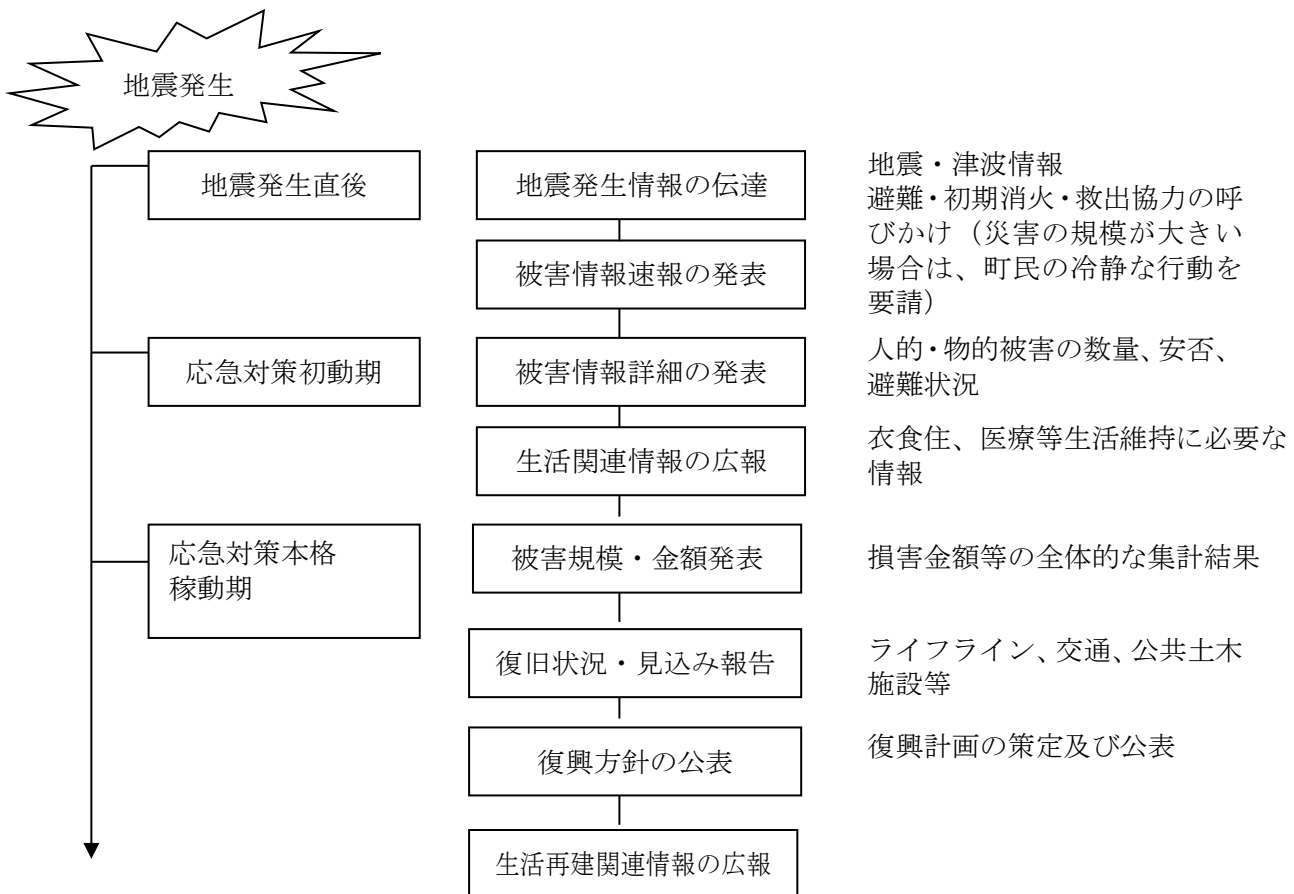 地震発生
地震発生直後
地震発生情報の伝達
地震・津波情報
避難・初期消火・救出協力の呼
びかけ（災害の規模が大きい
場合は、町民の冷静な行動を
要請）
被害情報速報の発表
応急対策初動期
被害情報詳細の発表
人的・物的被害の数量、安否、
避難状況
生活関連情報の広報
衣食住、医療等生活維持に必要な
情報
応急対策本格
稼動期
被害規模・金額発表
損害金額等の全体的な集計結果
復旧状況・見込み報告
ライフライン、交通、公共土木
施設等
復興方針の公表
復興計画の策定及び公表
生活再建関連情報の広報